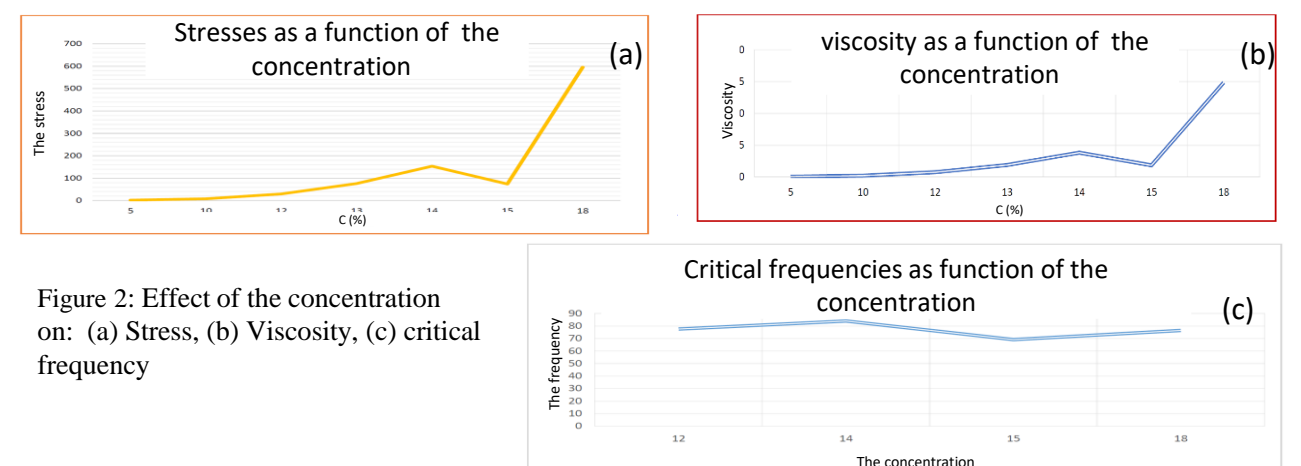 Stresses as a function of the
concentration
(a)
700
600
500
400
300
200
100
0
The stress
5 10 12 13 14 15 18
C (%)
viscosity as a function of the
concentration
(b)
0
5
0
5
0
Viscosity
5 10 12 13 14 15 18
C (%)
Figure 2: Effect of the concentration
on: (a) Stress, (b) Viscosity, (c) critical
frequency
Critical frequencies as function of the
concentration
(c)
90
80
70
60
50
40
30
20
10
0
The frequency
12 14 15 18
The concentration